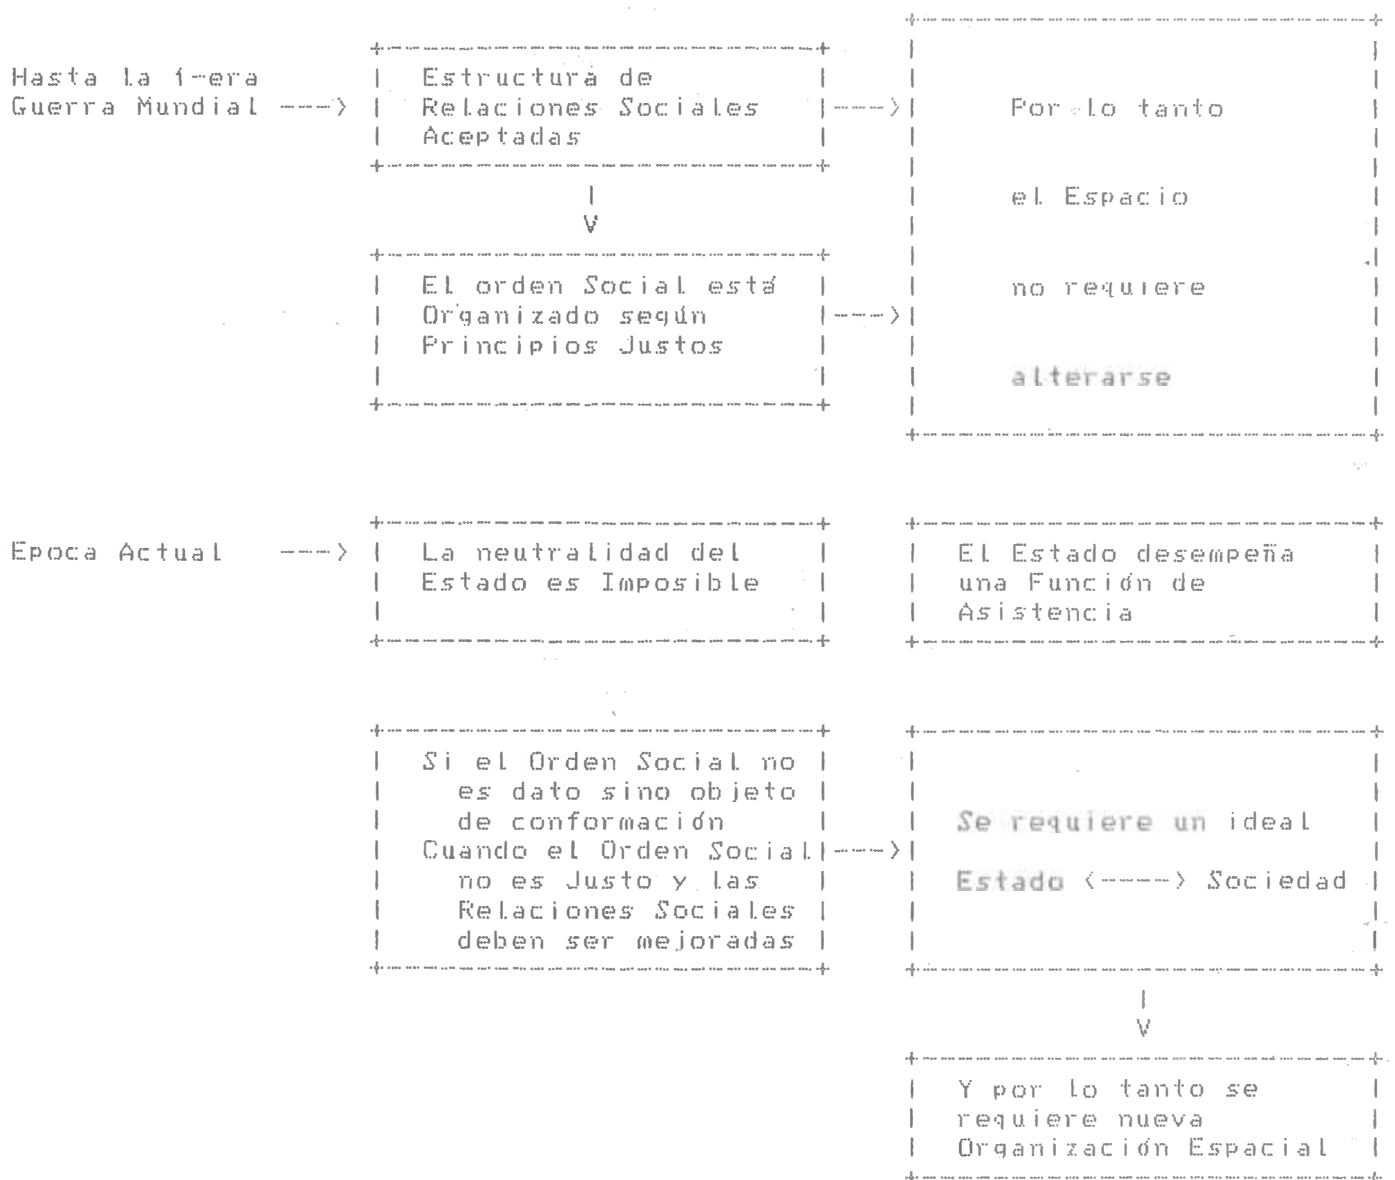 Hasta la 1-era
Guerra Mundial --->
Estructura de
Relaciones Sociales
Aceptadas
--->
El orden Social está
Organizado según
Principios Justos
--->
Por lo tanto
el Espacio
no requiere
alterarse
Epoca Actual --->
La neutralidad del
Estado es Imposible
El Estado desempeña
una Función de
Asistencia
Si el Orden Social no
es dato sino objeto
de conformación
Cuando el Orden Social
no es Justo y las
Relaciones Sociales
deben ser mejoradas
--->
Se requiere un ideal
Estado <----> Sociedad
Y por lo tanto se
requiere nueva
Organización Espacial